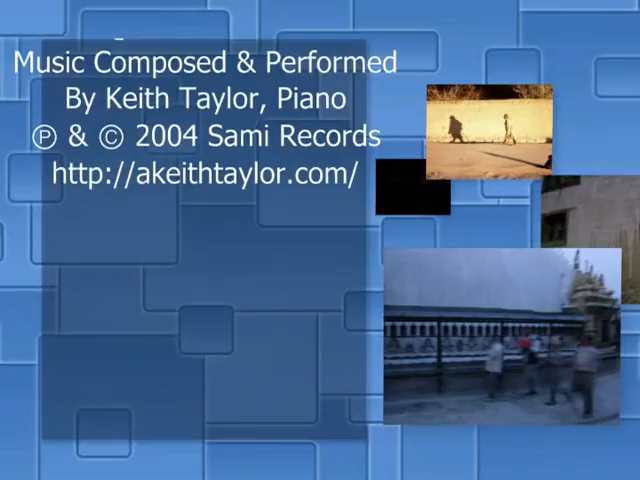 Music Composed & Performed
By Keith Taylor, Piano
℗ & © 2004 Sami Records
http://akeithtaylor.com/